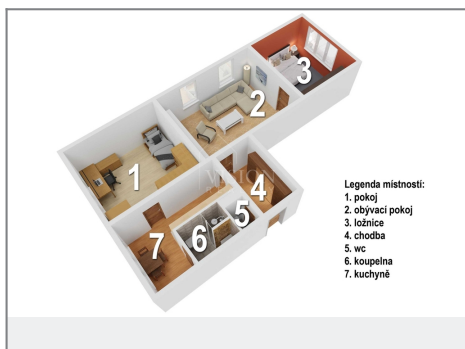 3
2
1
4
5
6
7
Legenda místností:
1. pokoj
2. obývací pokoj
3. ložnice
4. chodba
5. wc
6. koupelna
7. kuchyně